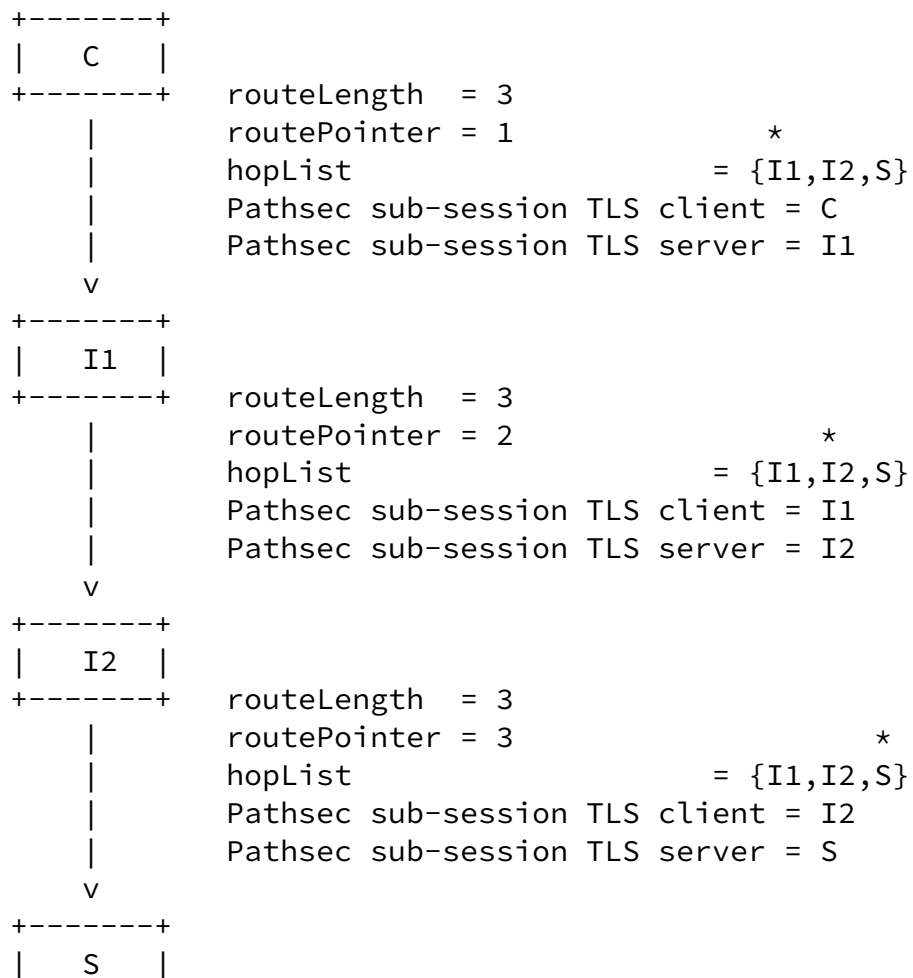 +-------+
|   C   |
+-------+   routeLength  = 3
    |       routePointer = 1              *
    |       hopList                    = {I1,I2,S}
    |       Pathsec sub-session TLS client = C
    |       Pathsec sub-session TLS server = I1
    v
+-------+
|   I1  |
+-------+   routeLength  = 3
    |       routePointer = 2                 *
    |       hopList                    = {I1,I2,S}
    |       Pathsec sub-session TLS client = I1
    |       Pathsec sub-session TLS server = I2
    v
+-------+
|   I2  |
+-------+   routeLength  = 3
    |       routePointer = 3                    *
    |       hopList                    = {I1,I2,S}
    |       Pathsec sub-session TLS client = I2
    |       Pathsec sub-session TLS server = S
    v
+-------+
|   S   |